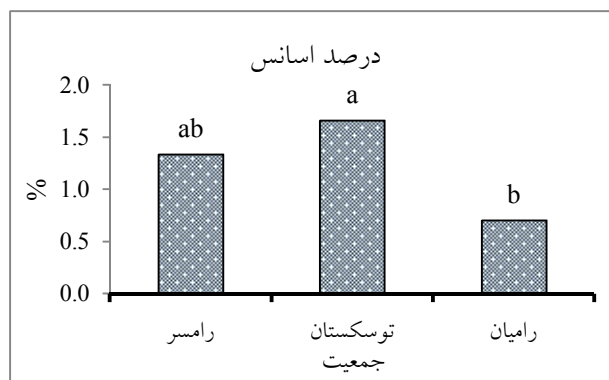 درصد اسانس
2.0
1.5
1.0
0.5
0.0
%
ab
a
b
رامسر
توسکستان
رامیان
جمعیت